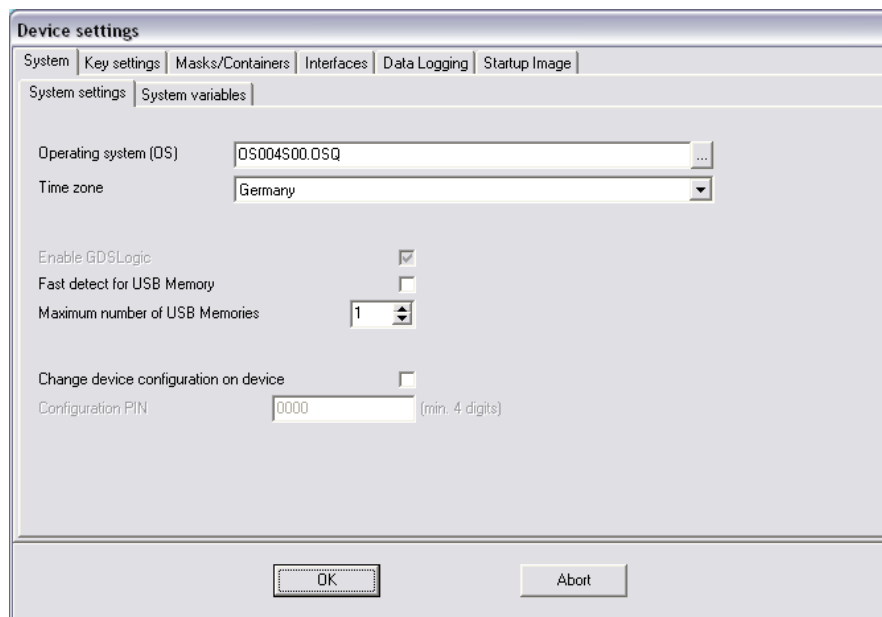 Device settings
System Key settings Masks/Containers Interfaces Data Logging Startup Image
System settings System variables
Operating system (OS) OS004S00.OSQ ...
Time zone Germany
Enable GDSLogic
Fast detect for USB Memory
Maximum number of USB Memories 1
Change device configuration on device
Configuration PIN 0000 (min. 4 digits)
OK Abort